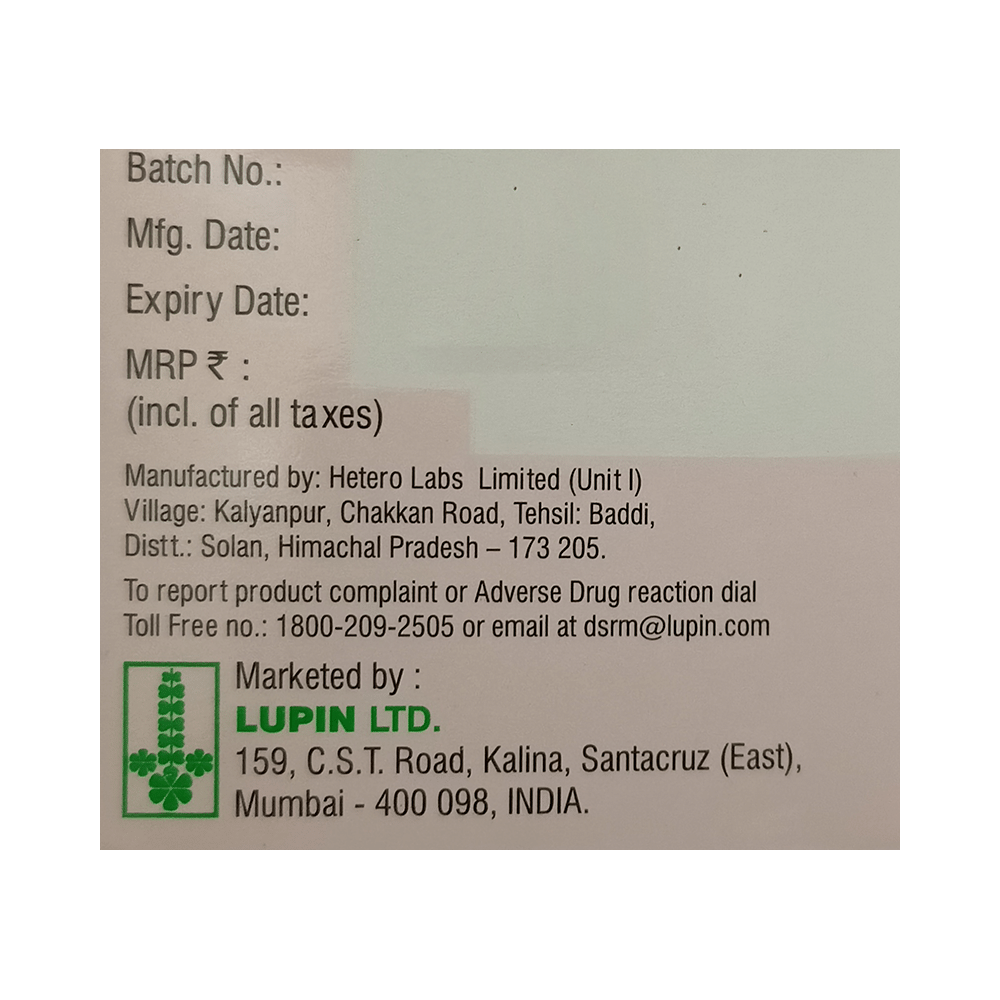 Batch No.:
Mfg. Date:
Expiry Date:
MRP ₹ :
(incl. of all taxes)
Manufactured by: Hetero Labs Limited (Unit I)
Village: Kalyanpur, Chakkan Road, Tehsil: Baddi,
Distt.: Solan, Himachal Pradesh – 173 205.
To report product complaint or Adverse Drug reaction dial
Toll Free no.: 1800-209-2505 or email at dsrm@lupin.com
Marketed by :
LUPIN LTD.
159, C.S.T. Road, Kalina, Santacruz (East),
Mumbai - 400 098, INDIA.